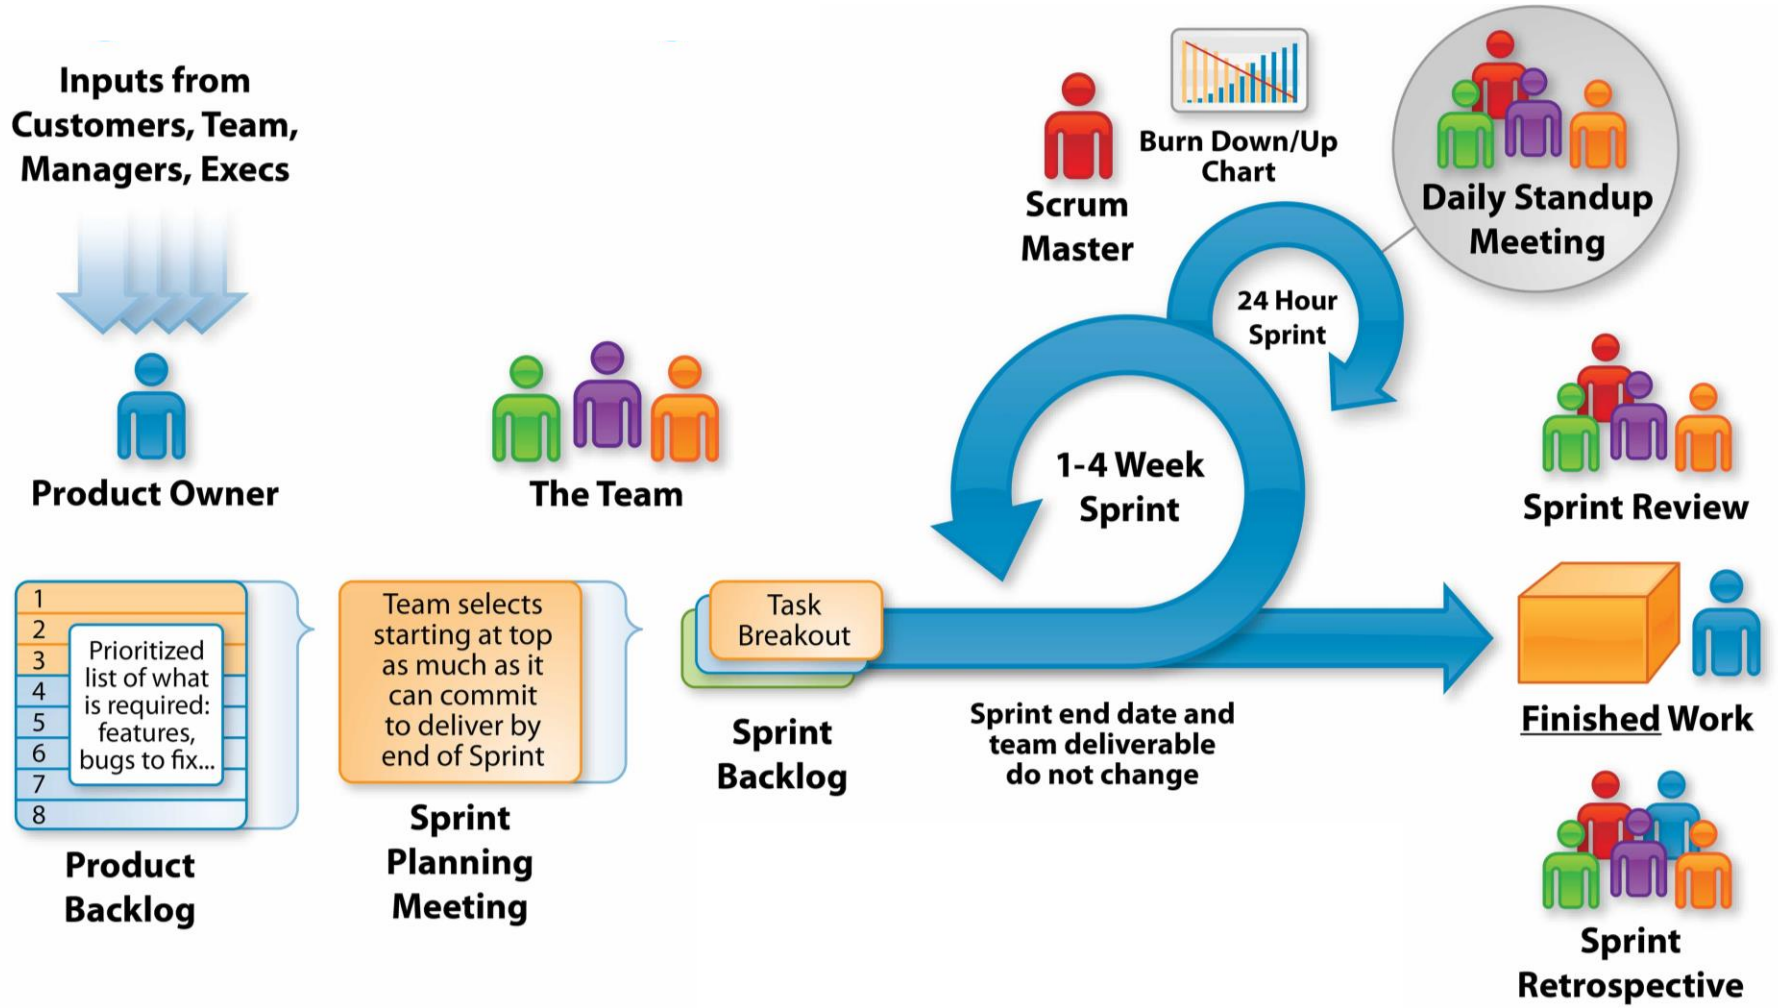 Inputs from
Customers, Team,
Managers, Execs
Product Owner
The Team
Scrum
Master
Burn Down/Up
Chart
Daily Standup
Meeting
24 Hour
Sprint
1-4 Week
Sprint
Sprint Review
1
2
3
4
5
6
7
8
Prioritized
list of what
is required:
features,
bugs to fix...
Product
Backlog
Team selects
starting at top
as much as it
can commit
to deliver by
end of Sprint
Sprint
Planning
Meeting
Task
Breakout
Sprint
Backlog
Sprint end date and
team deliverable
do not change
Finished Work
Sprint
Retrospective